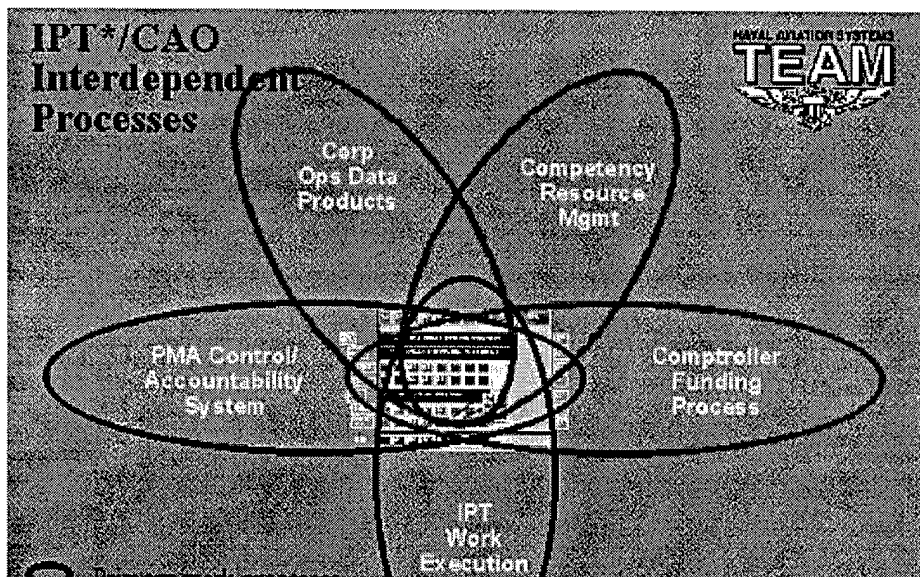 IPT*/CAO
Interdependent
Processes
NAVAL AVIATION SYSTEMS
TEAM
Corp
Ops Data
Products
Competency
Resource
Mgmt
PMA Control/
Accountability
System
Comptroller
Funding
Process
IPT
Work
Execution